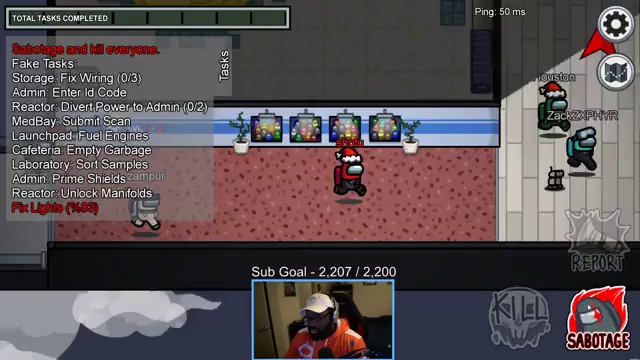 TOTAL TASKS COMPLETED
Ping: 50 ms
Sabotage and kill everyone.
Fake Tasks:
Storage: Fix Wiring (0/3)
Admin: Enter Id Code
Reactor: Divert Power to Admin (0/2)
MedBay: Submit Scan
Launchpad: Fuel Engines
Cafeteria: Empty Garbage
Laboratory: Sort Samples
Admin: Prime Shields
Reactor: Unlock Manifolds
Fix Lights (%83)
Tasks
Houston
ZackZXPHYR
skofu
zampur
REPORT
Sub Goal - 2,207 / 2,200
KILL
SABOTAGE